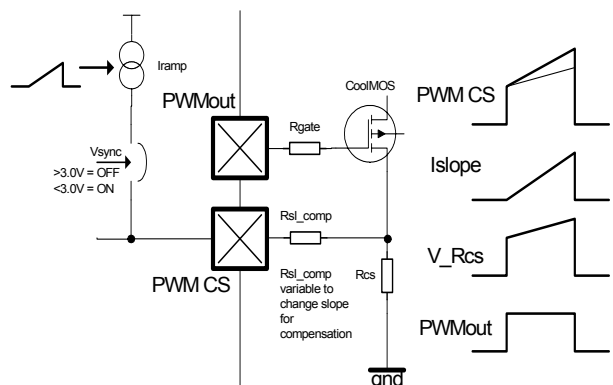 Iramp
PWMout
CoolMOS
Rgate
Vsync
>3.0V = OFF
<3.0V = ON
Rsl_comp
PWM CS
Rsl_comp
variable to
change slope
for
compensation
Rcs
gnd
PWM CS
Islope
V_Rcs
PWMout